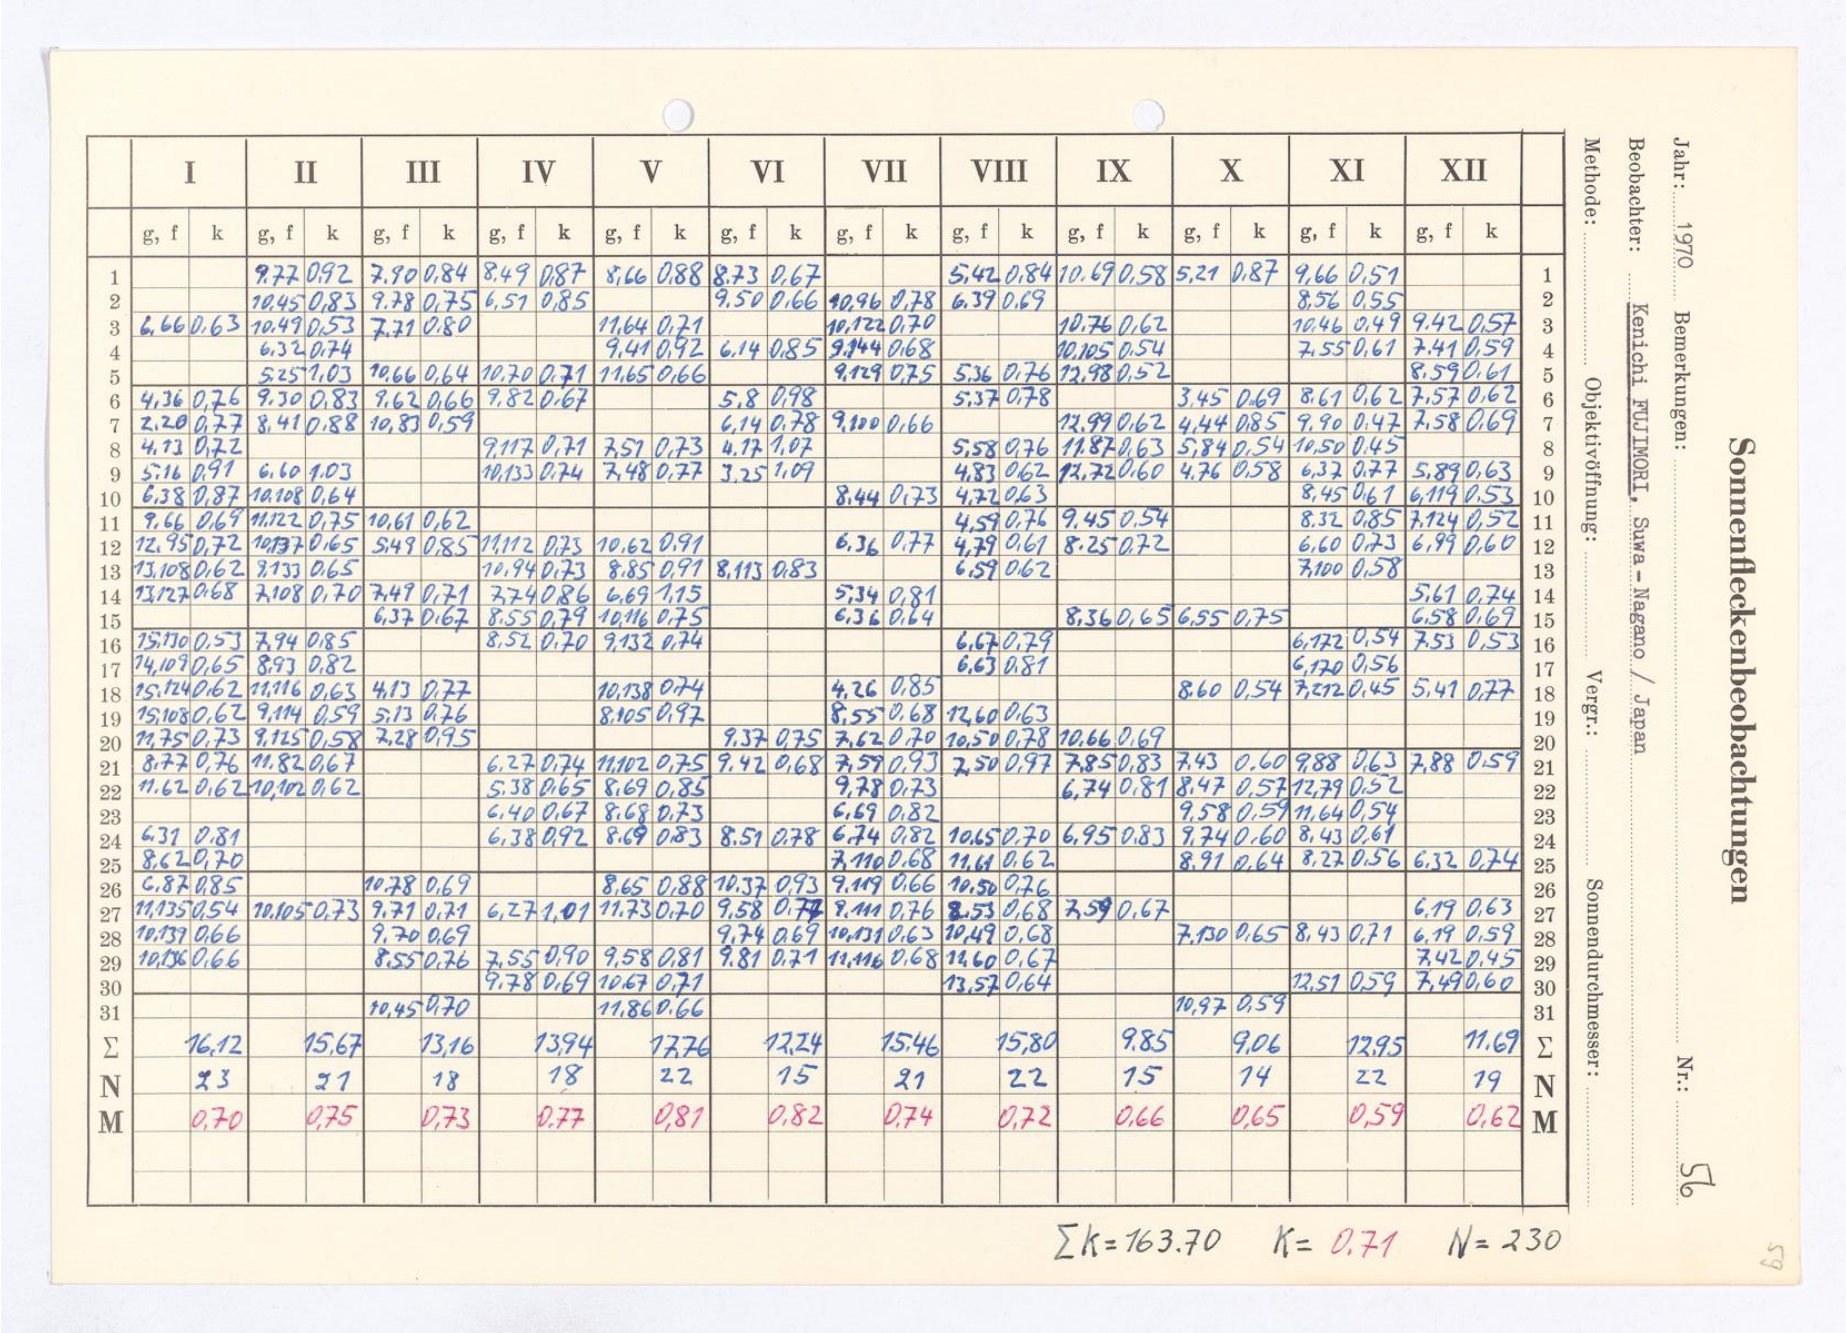 Sonnenfleckenbeobachtungen
Jahr: 1970 Bemerkungen: Nr.: 56
Beobachter: Kenichi FUJIMORI, Suwa-Nagano / Japan
Methode: Objektivöffnung: Vergr.: Sonnendurchmesser:
I II III IV V VI VII VIII IX X XI XII
g, f k g, f k g, f k g, f k g, f k g, f k g, f k g, f k g, f k g, f k g, f k g, f k
1 9.77 0.92 7.90 0,84 8,49 0,87 8,66 0,88 8.73 0,67 5,42 0,84 10.69 0,58 5,21 0,87 9,66 0,51 1
2 10,45 0,83 9.78 0,75 6,51 0,85 9,50 0,66 10,96 0,78 6.39 0,69 8,56 0,55 2
3 6,66 0,63 10,49 0,53 7,71 0,80 11,64 0,71 10,122 0,70 10.76 0,62 10,46 0,49 9.42 0,57 3
4 6,32 0,74 9,41 0,92 6,14 0,85 9,144 0,68 10,105 0,54 7,55 0,61 7,41 0,59 4
5 5.25 1,03 10,66 0,64 10,70 0,71 11,65 0,66 9,129 0,75 5,36 0,76 12,98 0,52 8.59 0,61 5
6 4,36 0,76 9,30 0,83 9,62 0,66 9,82 0,67 5.8 0,98 5,37 0,78 3,45 0,69 8,61 0,62 7,57 0,62 6
7 2,20 0,77 8,41 0,88 10,83 0,59 6,14 0,78 9,100 0,66 12,99 0,62 4,44 0,85 9,90 0,47 7,58 0,69 7
8 4,13 0,72 9,117 0,71 7,51 0,73 4.17 1,07 5,58 0,76 11.87 0,63 5,84 0,54 10,50 0,45 8
9 5,16 0,91 6,60 1.03 10,133 0,74 7,48 0,77 3,25 1,09 4,83 0,62 12,72 0,60 4,76 0,58 6,37 0,77 5,89 0,63 9
10 6,38 0,87 10,108 0,64 8,44 0,73 4,72 0,63 8,45 0,61 6,119 0,53 10
11 9,66 0,69 11,122 0,75 10,61 0,62 4,59 0,76 9,45 0,54 8.32 0,85 7,124 0,52 11
12 12,95 0,72 10,137 0,65 5,49 0,85 11,112 0,73 10,62 0,91 6,36 0,77 4,79 0,61 8.25 0,72 6,60 0,73 6,99 0,60 12
13 13,108 0,62 9,133 0,65 10,94 0,73 8.85 0,91 8,113 0,83 6,59 0,62 7,100 0,58 13
14 13,127 0,68 7,108 0,70 7,49 0,71 7,74 0,86 6,69 1,15 5,34 0,81 5,61 0,74 14
15 6,37 0,67 8.55 0,79 10,116 0,75 6,36 0,64 8,36 0,65 6,55 0,75 6,58 0,69 15
16 15,130 0,53 7,94 0,85 8,52 0,70 9,132 0,74 6,67 0,79 6,172 0,54 7.53 0,53 16
17 14,109 0,65 8,93 0,82 6,63 0,81 6,170 0,56 17
18 15,124 0,62 11,116 0,63 4,13 0,77 10,138 0,74 4,26 0,85 8.60 0,54 7,212 0,45 5,41 0,77 18
19 15,108 0,62 9,114 0,59 5,13 0,76 8,105 0,97 8,55 0,68 12,60 0,63 19
20 11,75 0,73 9,125 0,58 7,28 0,95 9,37 0,75 7,62 0,70 10,50 0,78 10,66 0,69 20
21 8,77 0,76 11,82 0,67 6,27 0,74 11,102 0,75 9,42 0,68 7,59 0,93 7,50 0,97 7,85 0,83 7,43 0.60 9,88 0,63 7,88 0,59 21
22 11.62 0,62 10,102 0,62 5.38 0,65 8,69 0,85 9,78 0,73 6,74 0,81 8,47 0,57 12,79 0,52 22
23 6,40 0,67 8,68 0,73 6,69 0,82 9,58 0,59 11,64 0,54 23
24 6.31 0,81 6,38 0,92 8.69 0,83 8.51 0,78 6,74 0,82 10.65 0,70 6,95 0,83 9,74 0,60 8,43 0,61 24
25 8,62 0,70 7,110 0,68 11,61 0,62 8.91 0,64 8,27 0,56 6.32 0,74 25
26 6,87 0,85 10,78 0,69 8,65 0,88 10.37 0,93 9.119 0,66 10.50 0,76 26
27 11,135 0,54 10,105 0,73 9.71 0,71 6,27 1,01 11.73 0,70 9,58 0,77 9,111 0,76 8.53 0,68 7,59 0,67 6,19 0,63 27
28 10,139 0,66 9,70 0,69 9,74 0,69 10,131 0,63 10,49 0,68 7,130 0,65 8,43 0,71 6,19 0,59 28
29 10,136 0,66 8.55 0,76 7,55 0,90 9,58 0,81 9.81 0,71 11,116 0,68 11,60 0,67 7,42 0,45 29
30 9,78 0,69 10,67 0,71 13,57 0,64 12,51 0,59 7,49 0,60 30
31 10,45 0,70 11,86 0.66 10,97 0,59 31
Σ 16,12 15,67 13,16 13,94 17,76 12,24 15.46 15,80 9.85 9,06 12,95 11.69 Σ
N 23 21 18 18 22 15 21 22 15 14 22 19 N
M 0,70 0,75 0,73 0.77 0,81 0,82 0,74 0,72 0,66 0,65 0,59 0,62 M
Σk=163.70 K= 0.71 N=230